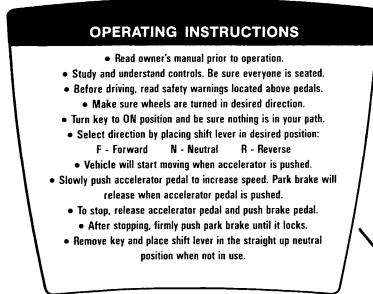 OPERATING INSTRUCTIONS
• Read owner's manual prior to operation.
• Study and understand controls. Be sure everyone is seated.
• Before driving, read safety warnings located above pedals.
• Make sure wheels are turned in desired direction.
• Turn key to ON position and be sure nothing is in your path.
• Select direction by placing shift lever in desired position:
F - Forward N - Neutral R - Reverse
• Vehicle will start moving when accelerator is pushed.
• Slowly push accelerator pedal to increase speed. Park brake will
release when accelerator pedal is pushed.
• To stop, release accelerator pedal and push brake pedal.
• After stopping, firmly push park brake until it locks.
• Remove key and place shift lever in the straight up neutral
position when not in use.